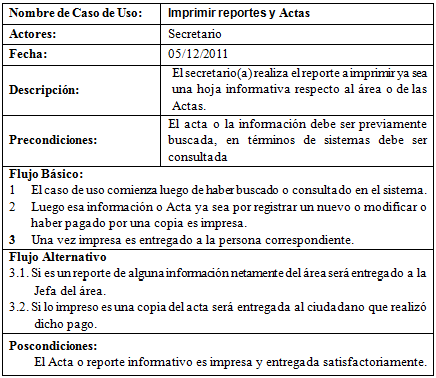 Nombre de Caso de Uso: Imprimir reportes y Actas
Actores: Secretario
Fecha: 05/12/2011
Descripción: El secretario(a) realiza el reporte a imprimir ya sea
una hoja informativa respecto al área o de las
Actas.
Precondiciones: El acta o la información debe ser previamente
buscada, en términos de sistemas debe ser
consultada
Flujo Básico:
1 El caso de uso comienza luego de haber buscado o consultado en el sistema.
2 Luego esa información o Acta ya sea por registrar un nuevo o modificar o
haber pagado por una copia es impresa.
3 Una vez impresa es entregado a la persona correspondiente.
Flujo Alternativo
3.1. Si es un reporte de alguna información netamente del área será entregado a la
Jefa del área.
3.2. Si lo impreso es una copia del acta será entregada al ciudadano que realizó
dicho pago.
Poscondiciones:
El Acta o reporte informativo es impresa y entregada satisfactoriamente.